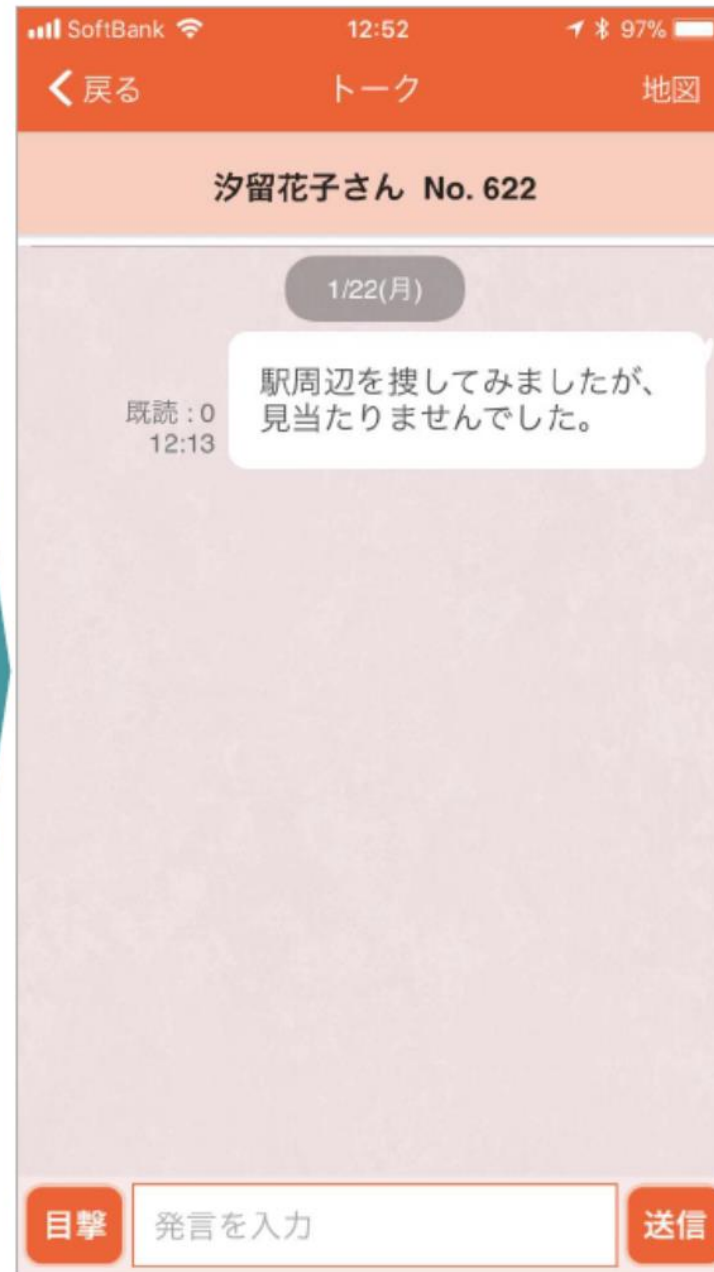 SoftBank 12:52 97%
戻る トーク 地図
汐留花子さん No. 622
1/22(月)
駅周辺を捜してみましたが、
見当たりませんでした。
既読 : 0
12:13
目撃 発言を入力 送信